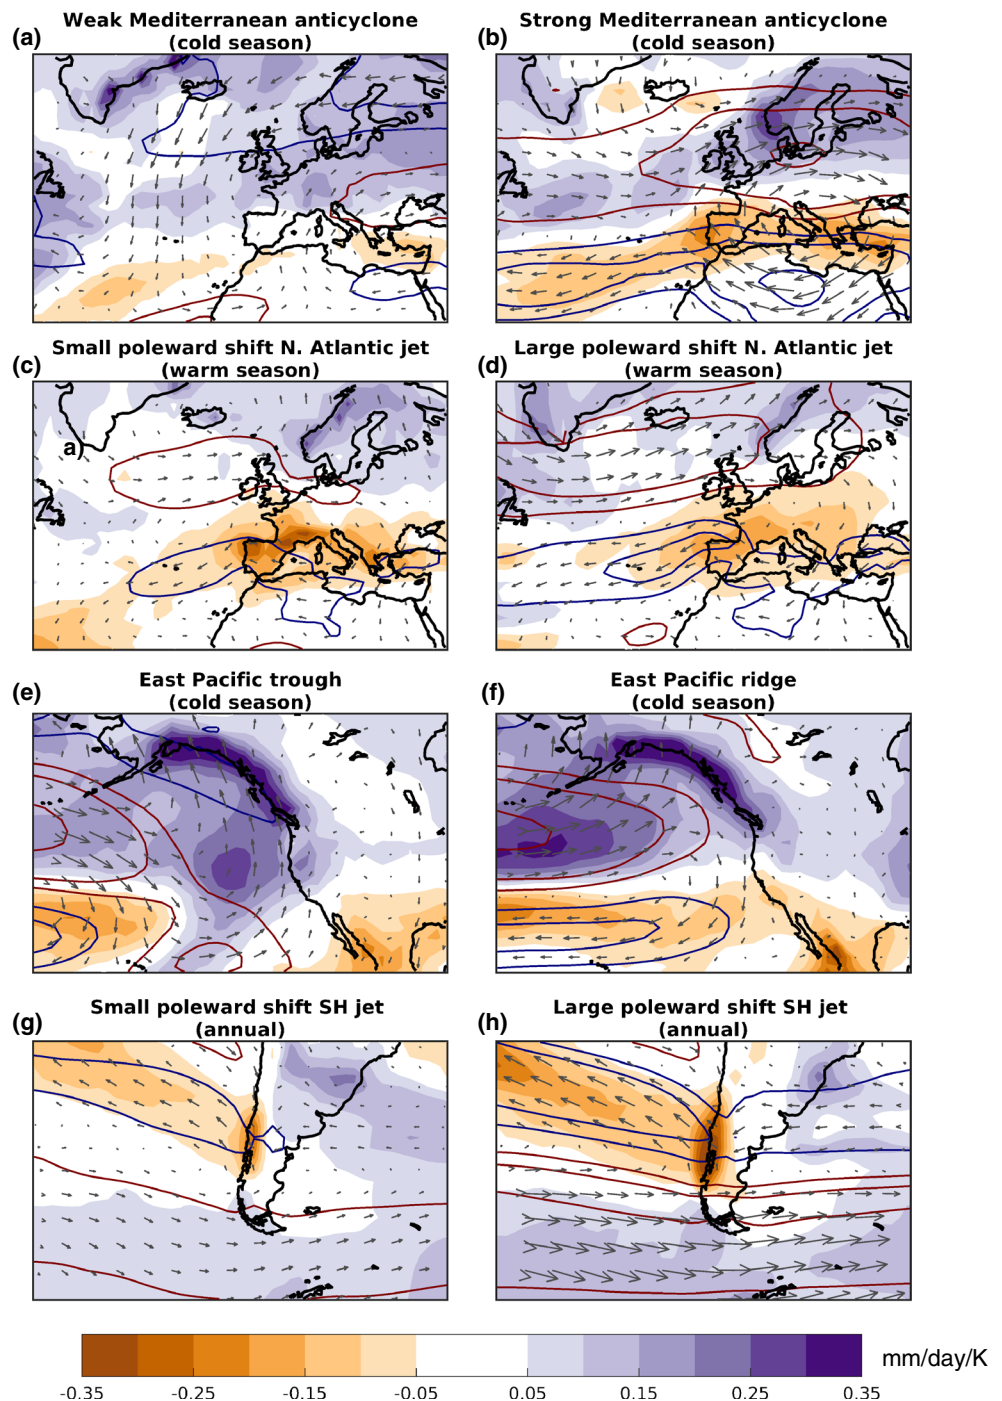 (a) Weak Mediterranean anticyclone
(cold season)
(b) Strong Mediterranean anticyclone
(cold season)
(c) Small poleward shift N. Atlantic jet
(warm season)
a)
(d) Large poleward shift N. Atlantic jet
(warm season)
(e) East Pacific trough
(cold season)
(f) East Pacific ridge
(cold season)
(g) Small poleward shift SH jet
(annual)
(h) Large poleward shift SH jet
(annual)
mm/day/K
-0.35 -0.25 -0.15 -0.05 0.05 0.15 0.25 0.35